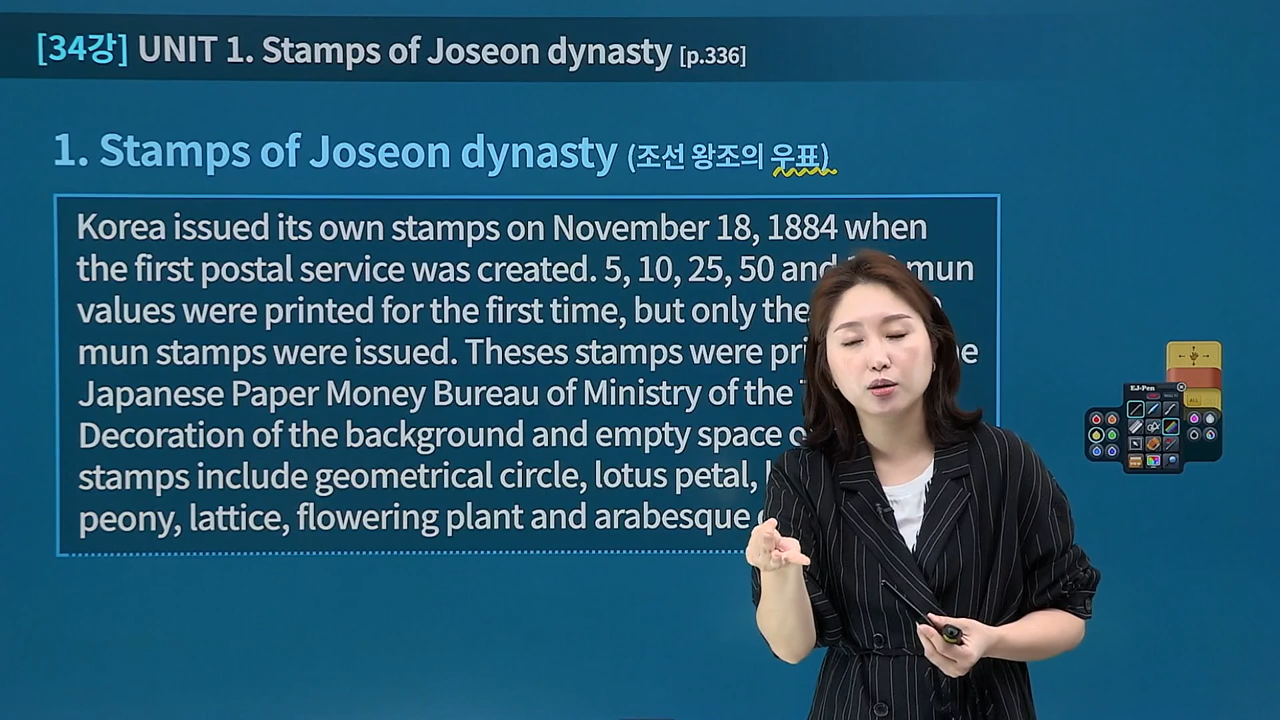 [34강] UNIT 1. Stamps of Joseon dynasty [p.336]
1. Stamps of Joseon dynasty (조선 왕조의 우표)
Korea issued its own stamps on November 18, 1884 when
the first postal service was created. 5, 10, 25, 50 and mun
values were printed for the first time, but only the
mun stamps were issued. Theses stamps were
Japanese Paper Money Bureau of Ministry of the
Decoration of the background and empty space
stamps include geometrical circle, lotus petal,
peony, lattice, flowering plant and arabesque
EJ-Pen
ALL